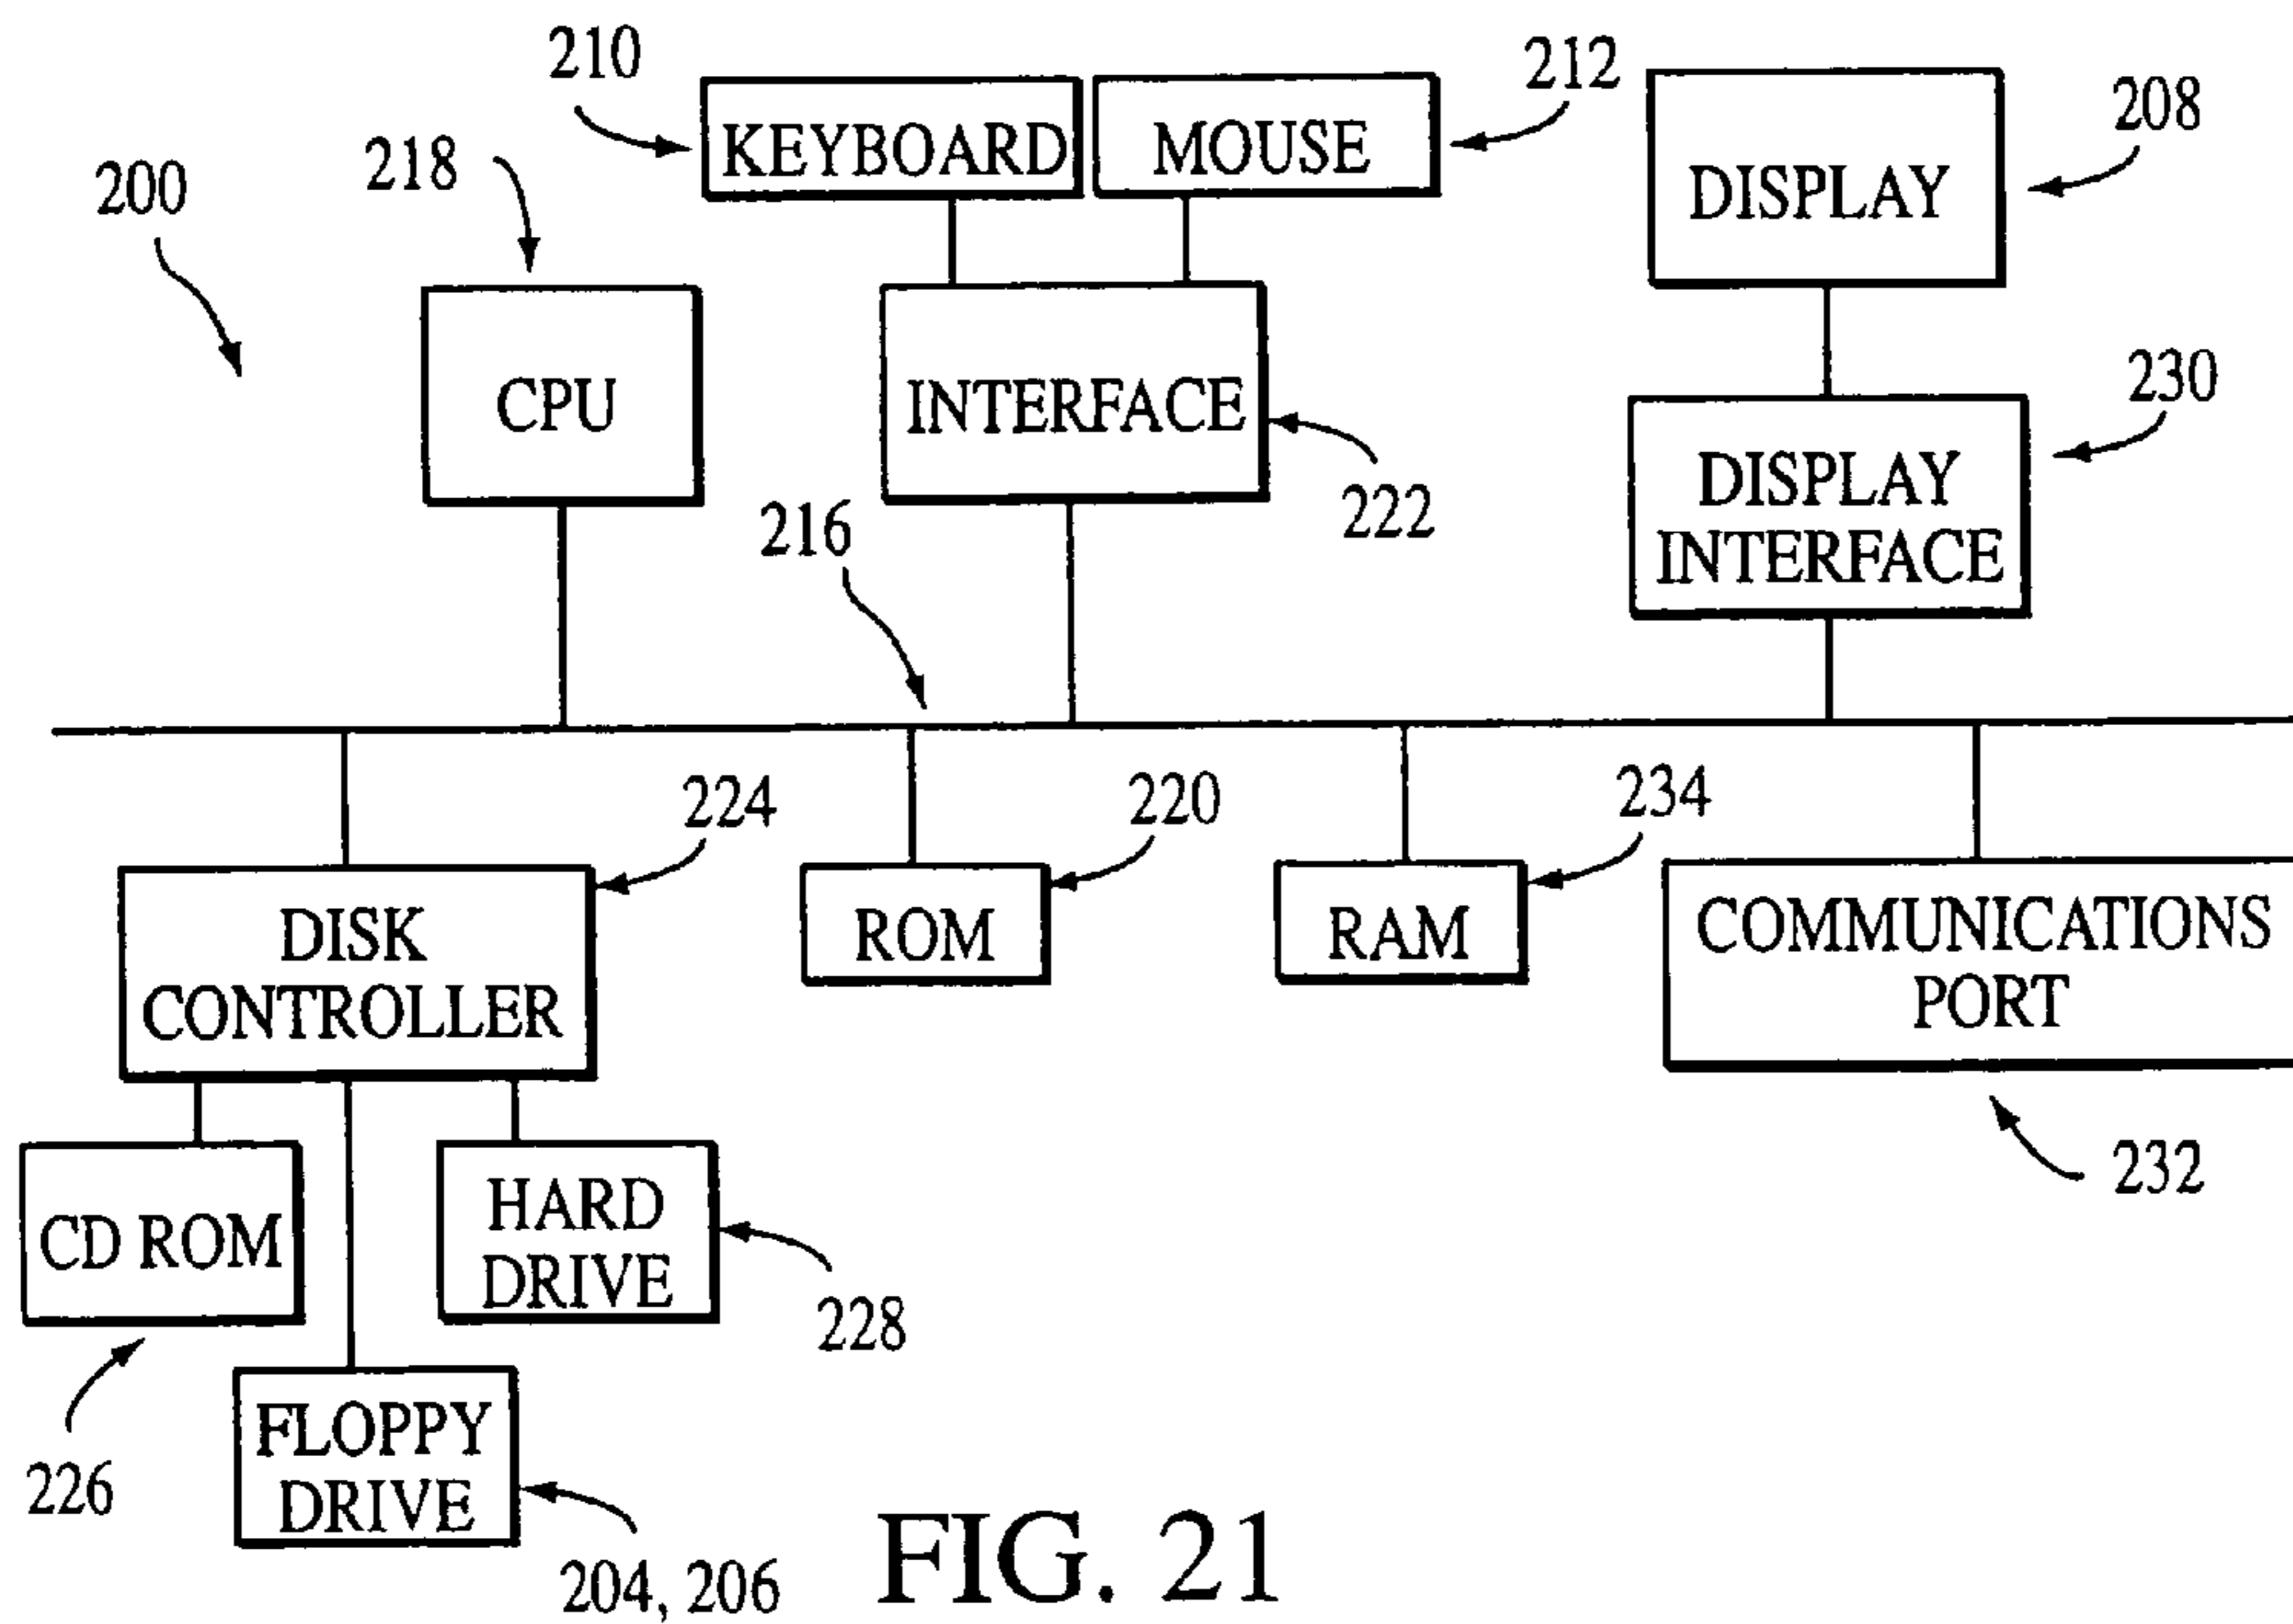 210
212
208
KEYBOARD
MOUSE
218
200
DISPLAY
230
CPU
INTERFACE
DISPLAY
INTERFACE
222
216
224
220
234
DISK
CONTROLLER
ROM
RAM
COMMUNICATIONS
PORT
232
CD ROM
HARD
DRIVE
228
226
FLOPPY
DRIVE
204, 206
FIG. 21